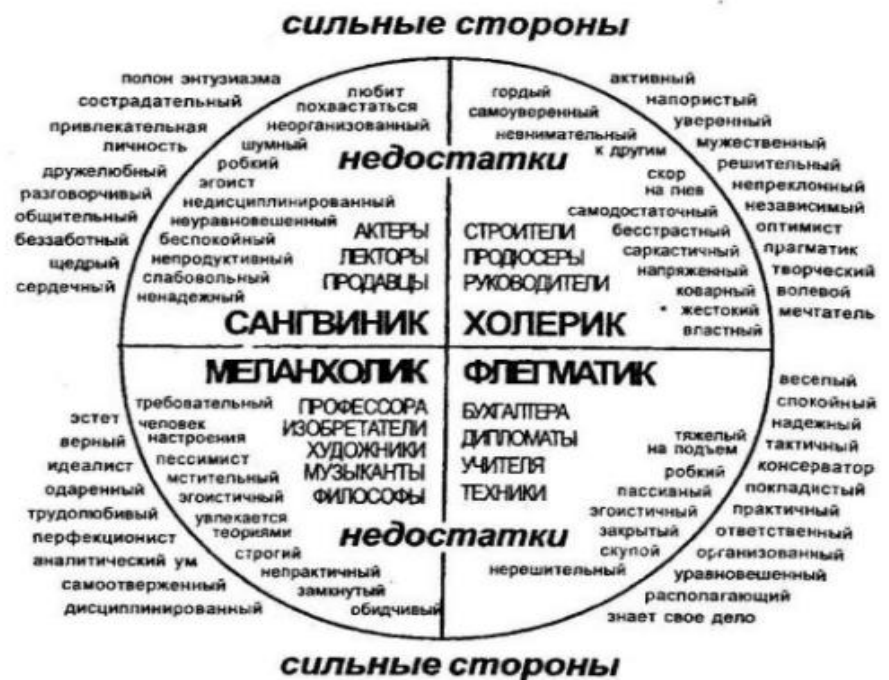 сильные стороны
полон энтузиазма
сострадательный
привлекательная
личность
дружелюбный
разговорчивый
общительный
беззаботный
щедрый
сердечный
любит
похвастаться
неорганизованный
шумный
робкий
эгоист
недисциплинированный
неуравновешенный
беспокойный
непродуктивный
слабовольный
ненадежный
недостатки
АКТЕРЫ
ЛЕКТОРЫ
ПРОДАВЦЫ
САНГВИНИК
гордый
самоуверенный
невнимательный
к другим
скор
на гнев
самодостаточный
бесстрастный
саркастичный
напряженный
коварный
жестокий
властный
СТРОИТЕЛИ
ПРОДЮСЕРЫ
РУКОВОДИТЕЛИ
ХОЛЕРИК
активный
напористый
уверенный
мужественный
решительный
непреклонный
независимый
оптимист
прагматик
творческий
волевой
мечтатель
МЕЛАНХОЛИК
ПРОФЕССОРА
ИЗОБРЕТАТЕЛИ
ХУДОЖНИКИ
МУЗЫКАНТЫ
ФИЛОСОФЫ
требовательный
человек
настроения
пессимист
мстительный
эгоистичный
увлекается
теориями
строгий
непрактичный
замкнутый
обидчивый
эстет
верный
идеалист
одаренный
трудолюбивый
перфекционист
аналитический ум
самоотверженный
дисциплинированный
ФЛЕГМАТИК
БУХГАЛТЕРА
ДИПЛОМАТЫ
УЧИТЕЛЯ
ТЕХНИКИ
тяжелый
на подъем
робкий
пассивный
эгоистичный
закрытый
скупой
нерешительный
недостатки
веселый
спокойный
надежный
тактичный
консерватор
покладистый
практичный
ответственный
организованный
уравновешенный
располагающий
знает свое дело
сильные стороны